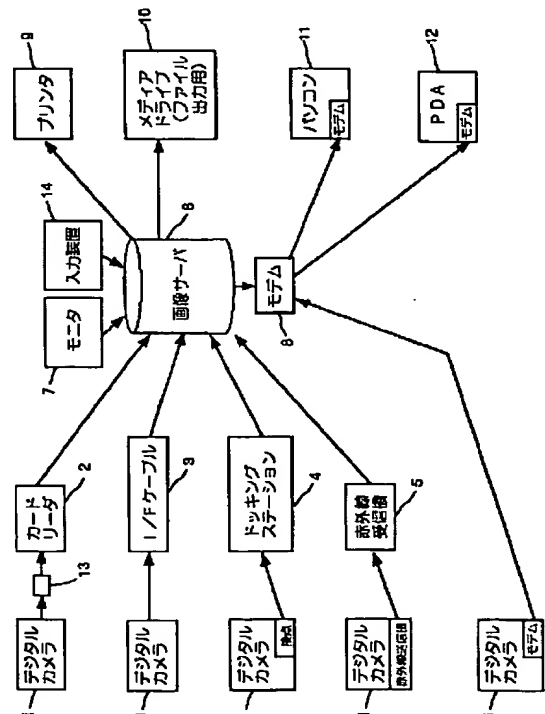 9
プリンタ
10
メディア
ドライブ
(ファイル
出力用)
11
パソコン
モデム
12
PDA
モデム
14
入力装置
モニタ
7
6
画像サーバ
モデム
8
2
カード
リーダ
13
デジタル
カメラ
I/Fケーブル
3
デジタル
カメラ
ドッキング
ステーション
4
デジタル
カメラ
接点
赤外線
受信機
5
デジタル
カメラ
赤外線送信機
デジタル
カメラ
モデム